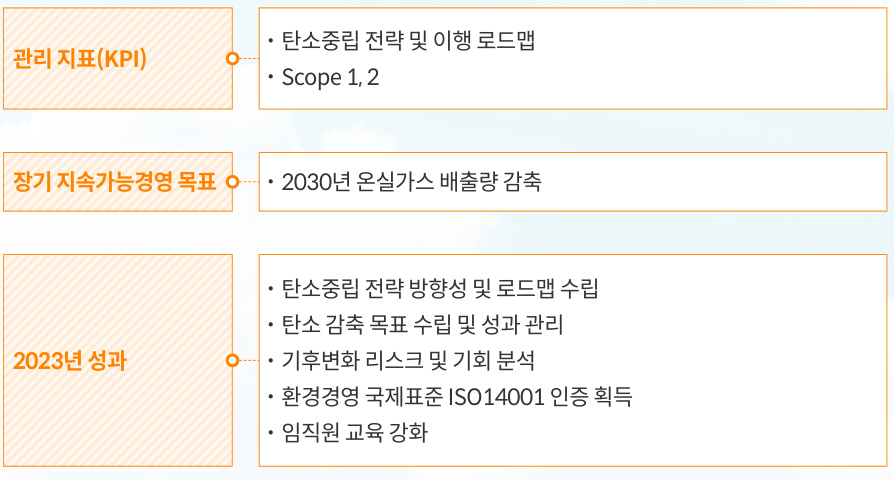 관리 지표(KPI)
· 탄소중립 전략 및 이행 로드맵
· Scope 1, 2
장기 지속가능경영 목표
· 2030년 온실가스 배출량 감축
2023년 성과
· 탄소중립 전략 방향성 및 로드맵 수립
· 탄소 감축 목표 수립 및 성과 관리
· 기후변화 리스크 및 기회 분석
· 환경경영 국제표준 ISO14001 인증 획득
· 임직원 교육 강화